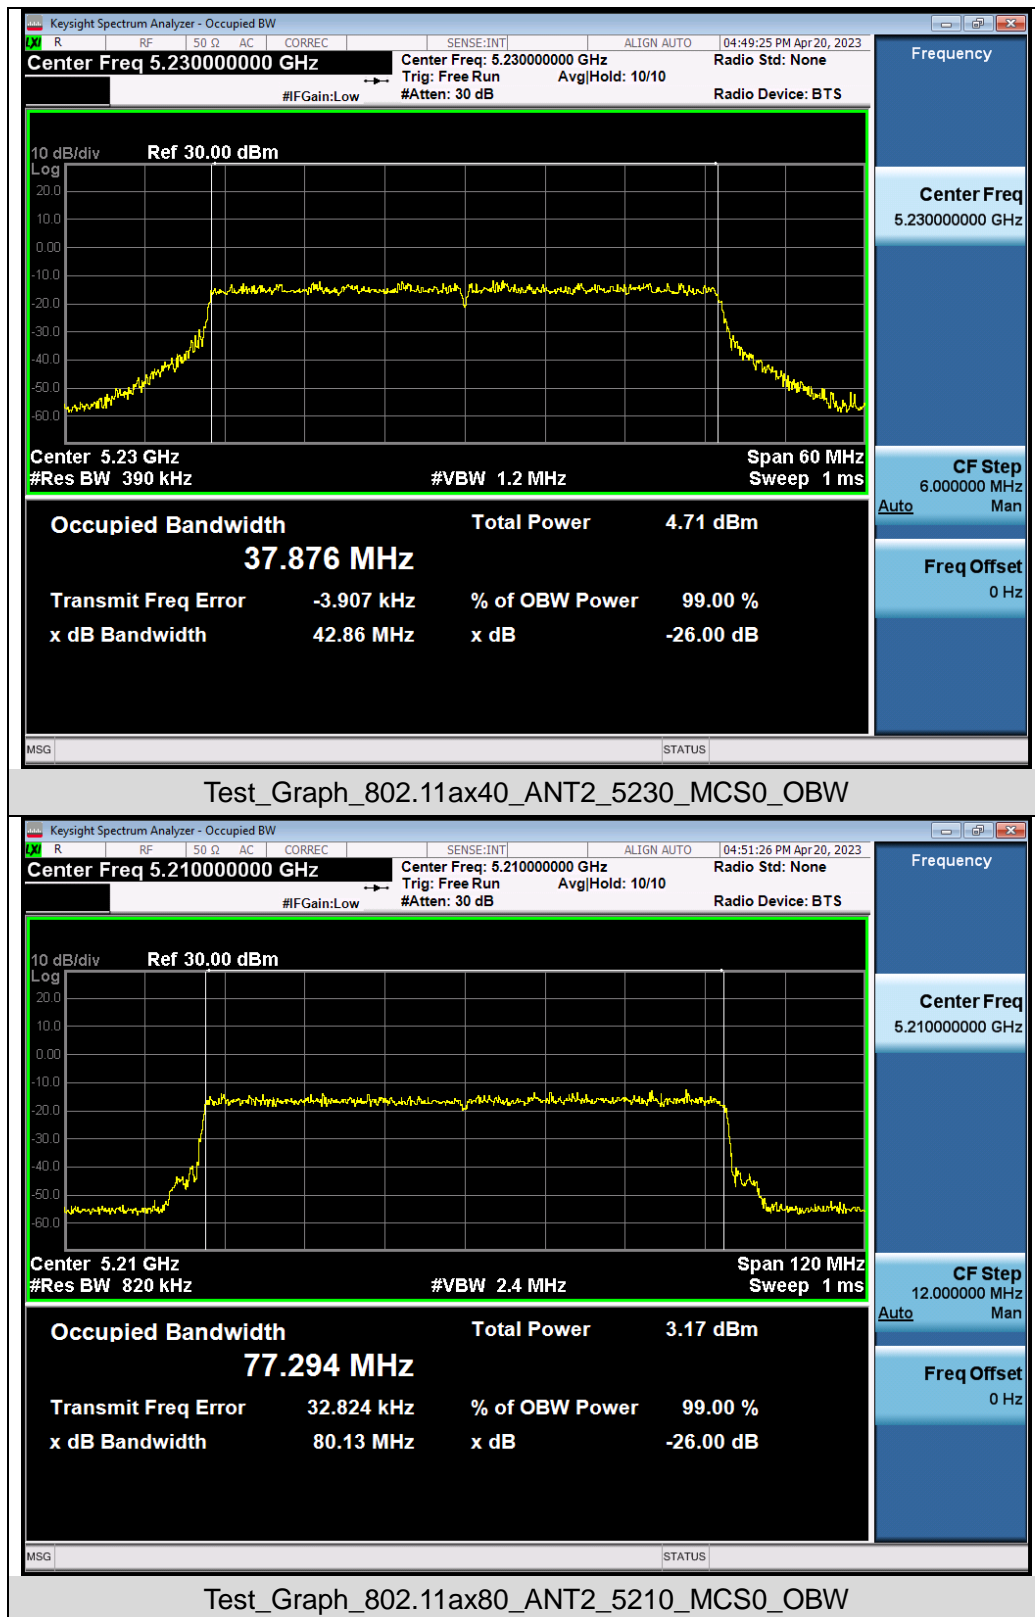 Keysight Spectrum Analyzer - Occupied BW
LXI R RF 50 Ω AC CORREC SENSE:INT ALIGN AUTO 04:49:25 PM Apr 20, 2023
Center Freq 5.230000000 GHz
Center Freq: 5.230000000 GHz
Radio Std: None
Trig: Free Run Avg|Hold: 10/10
#IFGain:Low
#Atten: 30 dB
Radio Device: BTS
Frequency
10 dB/div Ref 30.00 dBm
Log
20.0
10.0
0.00
-10.0
-20.0
-30.0
-40.0
-50.0
-60.0
Center Freq
5.230000000 GHz
Center 5.23 GHz Span 60 MHz
#Res BW 390 kHz #VBW 1.2 MHz Sweep 1 ms
CF Step
6.000000 MHz
Auto Man
Occupied Bandwidth Total Power 4.71 dBm
37.876 MHz
Freq Offset
0 Hz
Transmit Freq Error -3.907 kHz % of OBW Power 99.00 %
x dB Bandwidth 42.86 MHz x dB -26.00 dB
MSG STATUS
Test_Graph_802.11ax40_ANT2_5230_MCS0_OBW
Keysight Spectrum Analyzer - Occupied BW
LXI R RF 50 Ω AC CORREC SENSE:INT ALIGN AUTO 04:51:26 PM Apr 20, 2023
Center Freq 5.210000000 GHz
Center Freq: 5.210000000 GHz
Radio Std: None
Trig: Free Run Avg|Hold: 10/10
#IFGain:Low
#Atten: 30 dB
Radio Device: BTS
Frequency
10 dB/div Ref 30.00 dBm
Log
20.0
10.0
0.00
-10.0
-20.0
-30.0
-40.0
-50.0
-60.0
Center Freq
5.210000000 GHz
Center 5.21 GHz Span 120 MHz
#Res BW 820 kHz #VBW 2.4 MHz Sweep 1 ms
CF Step
12.000000 MHz
Auto Man
Occupied Bandwidth Total Power 3.17 dBm
77.294 MHz
Freq Offset
0 Hz
Transmit Freq Error 32.824 kHz % of OBW Power 99.00 %
x dB Bandwidth 80.13 MHz x dB -26.00 dB
MSG STATUS
Test_Graph_802.11ax80_ANT2_5210_MCS0_OBW